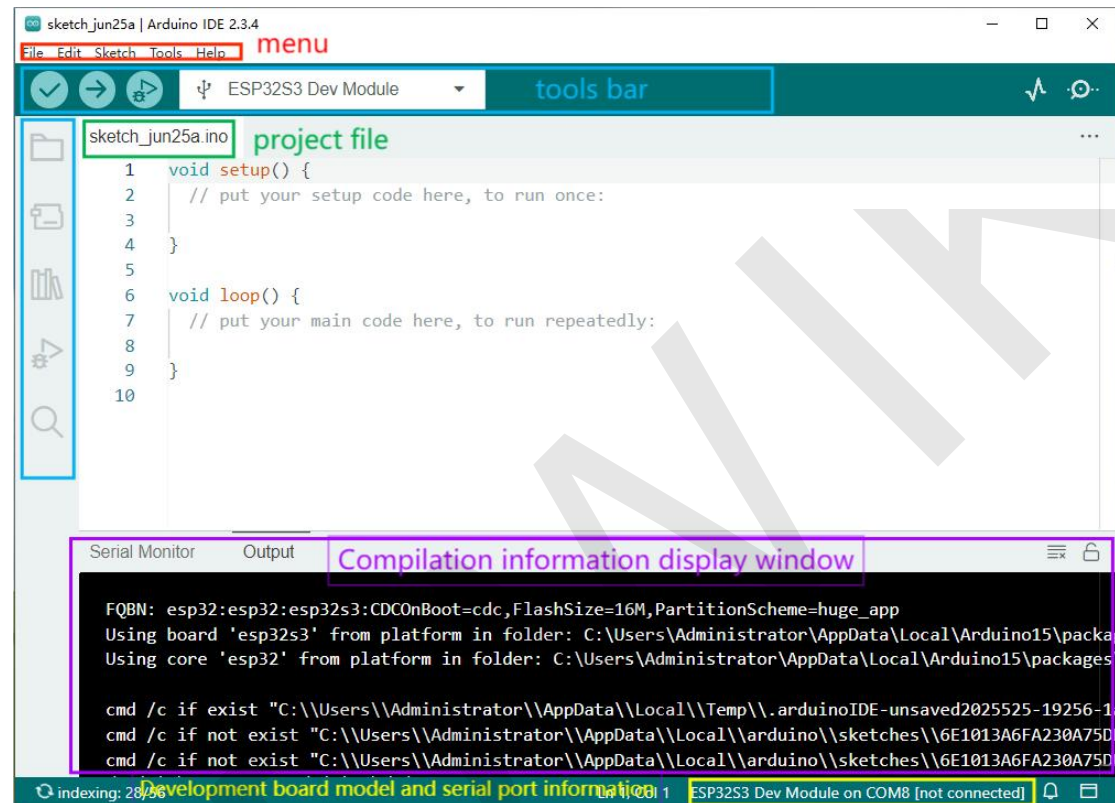 sketch_jun25a | Arduino IDE 2.3.4
File Edit Sketch Tools Help
menu
ESP32S3 Dev Module
tools bar
sketch_jun25a.ino
project file
...
1 void setup() {
2 // put your setup code here, to run once:
3
4 }
5
6 void loop() {
7 // put your main code here, to run repeatedly:
8
9 }
10
Serial Monitor Output
Compilation information display window
FQBN: esp32:esp32:esp32s3:CDCOnBoot=cdc,FlashSize=16M,PartitionScheme=huge_app
Using board 'esp32s3' from platform in folder: C:\Users\Administrator\AppData\Local\Arduino15\packa
Using core 'esp32' from platform in folder: C:\Users\Administrator\AppData\Local\Arduino15\packages
cmd /c if exist "C:\\Users\\Administrator\\AppData\\Local\\Temp\\.arduinoIDE-unsaved2025525-19256-1
cmd /c if not exist "C:\\Users\\Administrator\\AppData\\Local\\arduino\\sketches\\6E1013A6FA230A75D
cmd /c if not exist "C:\\Users\\Administrator\\AppData\\Local\\arduino\\sketches\\6E1013A6FA230A75D
indexing: 28/56
Development board model and serial port information
Ln 1, Col 1
ESP32S3 Dev Module on COM8 [not connected]